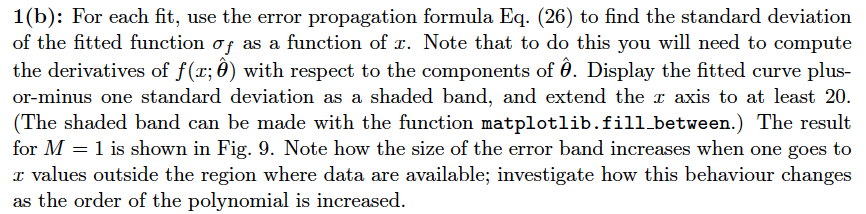 1(b): For each fit, use the error propagation formula Eq. (26) to find the standard deviation
of the fitted function σf as a function of x. Note that to do this you will need to compute
the derivatives of f(x; θ̂) with respect to the components of θ̂. Display the fitted curve plus-
or-minus one standard deviation as a shaded band, and extend the x axis to at least 20.
(The shaded band can be made with the function matplotlib.fill_between.) The result
for M = 1 is shown in Fig. 9. Note how the size of the error band increases when one goes to
x values outside the region where data are available; investigate how this behaviour changes
as the order of the polynomial is increased.